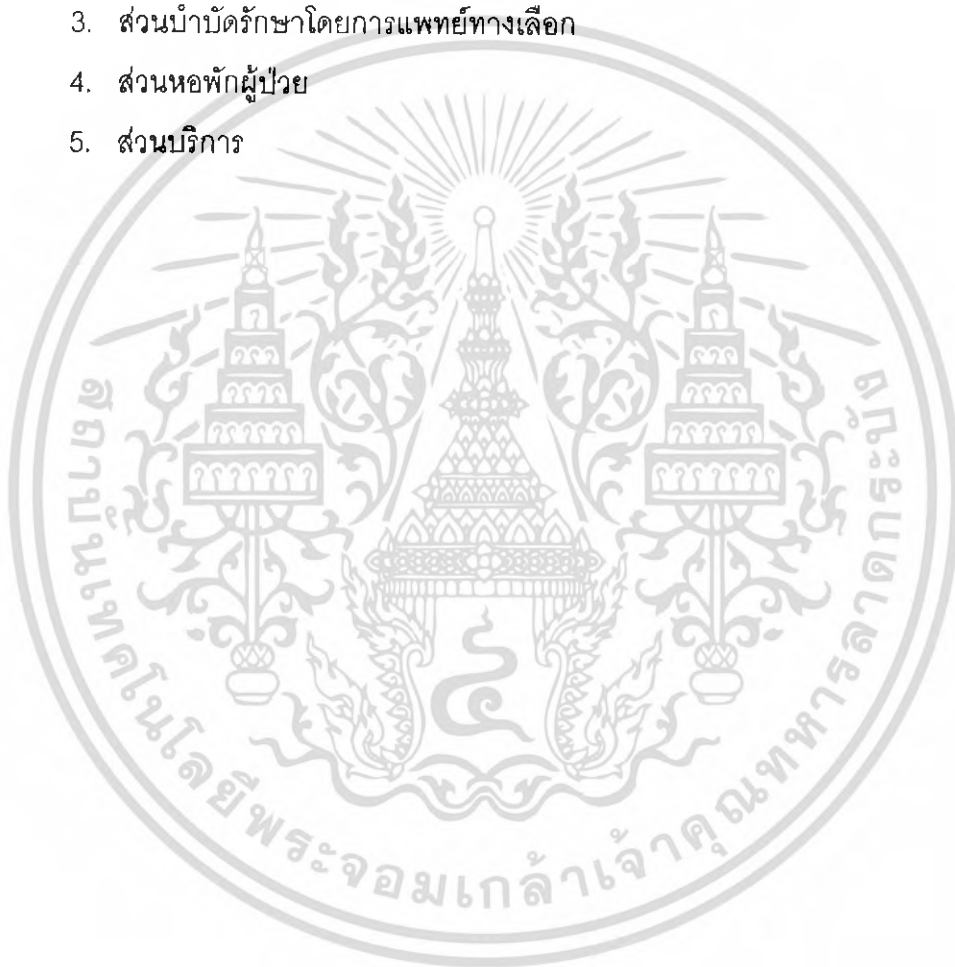 3. ส่วนบำบัดรักษาโดยการแพทย์ทางเลือก
4. ส่วนหอพักผู้ป่วย
5. ส่วนบริการ
๔
สถาบันเทคโนโลยีพระจอมเกล้าเจ้าคุณทหารลาดกระบัง